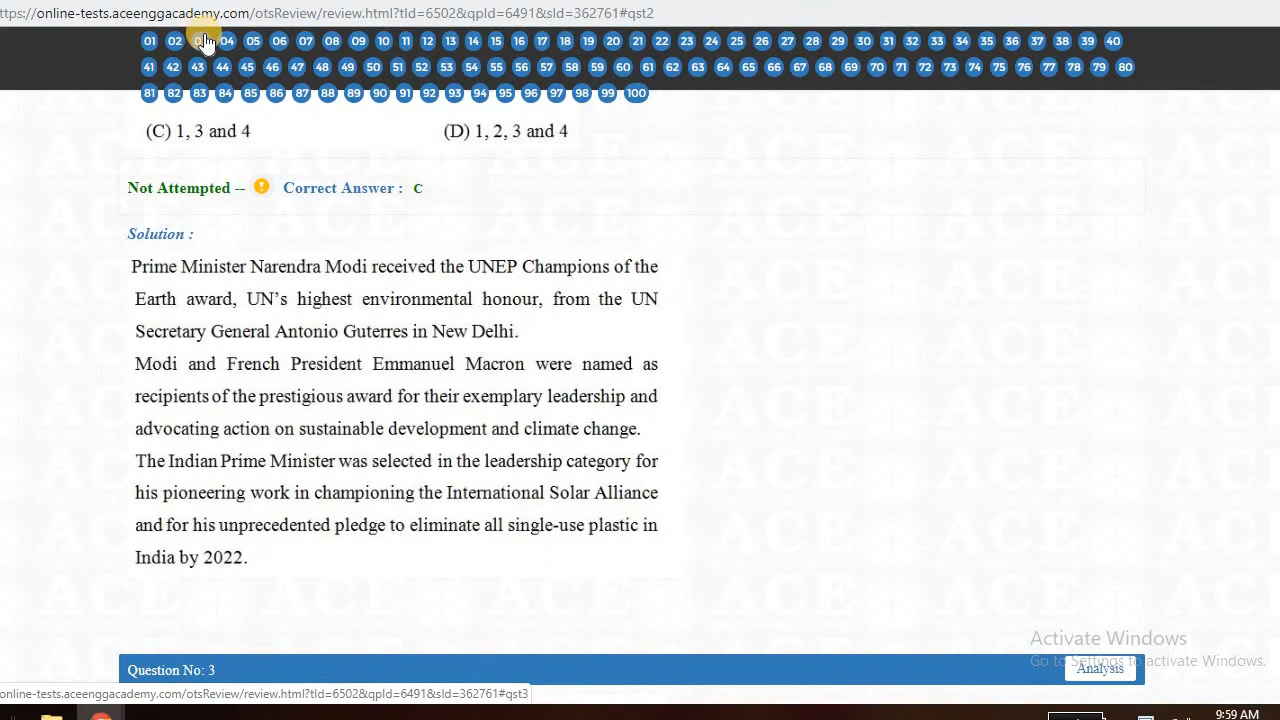 ttps://online-tests.aceenggacademy.com/otsReview/review.html?tId=6502&qpId=6491&sId=362761#qst2
01 02 04 05 06 07 08 09 10 11 12 13 14 15 16 17 18 19 20 21 22 23 24 25 26 27 28 29 30 31 32 33 34 35 36 37 38 39 40
41 42 43 44 45 46 47 48 49 50 51 52 53 54 55 56 57 58 59 60 61 62 63 64 65 66 67 68 69 70 71 72 73 74 75 76 77 78 79 80
81 82 83 84 85 86 87 88 89 90 91 92 93 94 95 96 97 98 99 100
(C) 1, 3 and 4 (D) 1, 2, 3 and 4
Not Attempted -- Correct Answer : C
Solution :
Prime Minister Narendra Modi received the UNEP Champions of the
Earth award, UN's highest environmental honour, from the UN
Secretary General Antonio Guterres in New Delhi.
Modi and French President Emmanuel Macron were named as
recipients of the prestigious award for their exemplary leadership and
advocating action on sustainable development and climate change.
The Indian Prime Minister was selected in the leadership category for
his pioneering work in championing the International Solar Alliance
and for his unprecedented pledge to eliminate all single-use plastic in
India by 2022.
Activate Windows
Go to Settings to activate Windows.
Question No: 3 Analysis
online-tests.aceenggacademy.com/otsReview/review.html?tId=6502&qpId=6491&sId=362761#qst3
9:59 AM